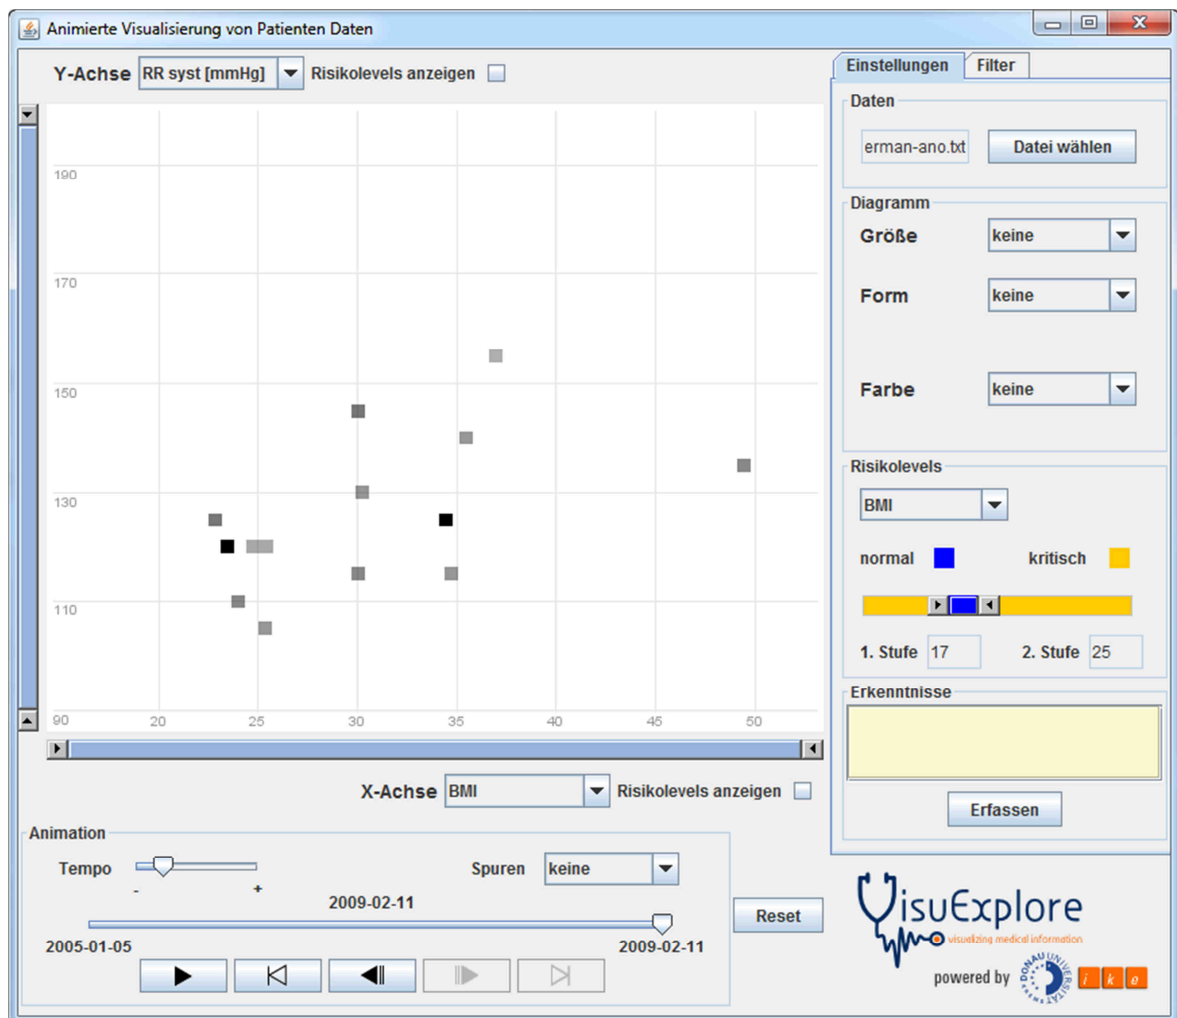 Animierte Visualisierung von Patienten Daten
Y-Achse RR syst [mmHg] Risikolevels anzeigen
190
170
150
130
110
90 20 25 30 35 40 45 50
X-Achse BMI Risikolevels anzeigen
Einstellungen Filter
Daten
erman-ano.txt Datei wählen
Diagramm
Größe keine
Form keine
Farbe keine
Risikolevels
BMI
normal kritisch
1. Stufe 17 2. Stufe 25
Erkenntnisse
Erfassen
Animation
Tempo - + Spuren keine
2009-02-11
2005-01-05 2009-02-11
Reset
VisuExplore
visualizing medical information
powered by DONAU UNIVERSITÄT i k e